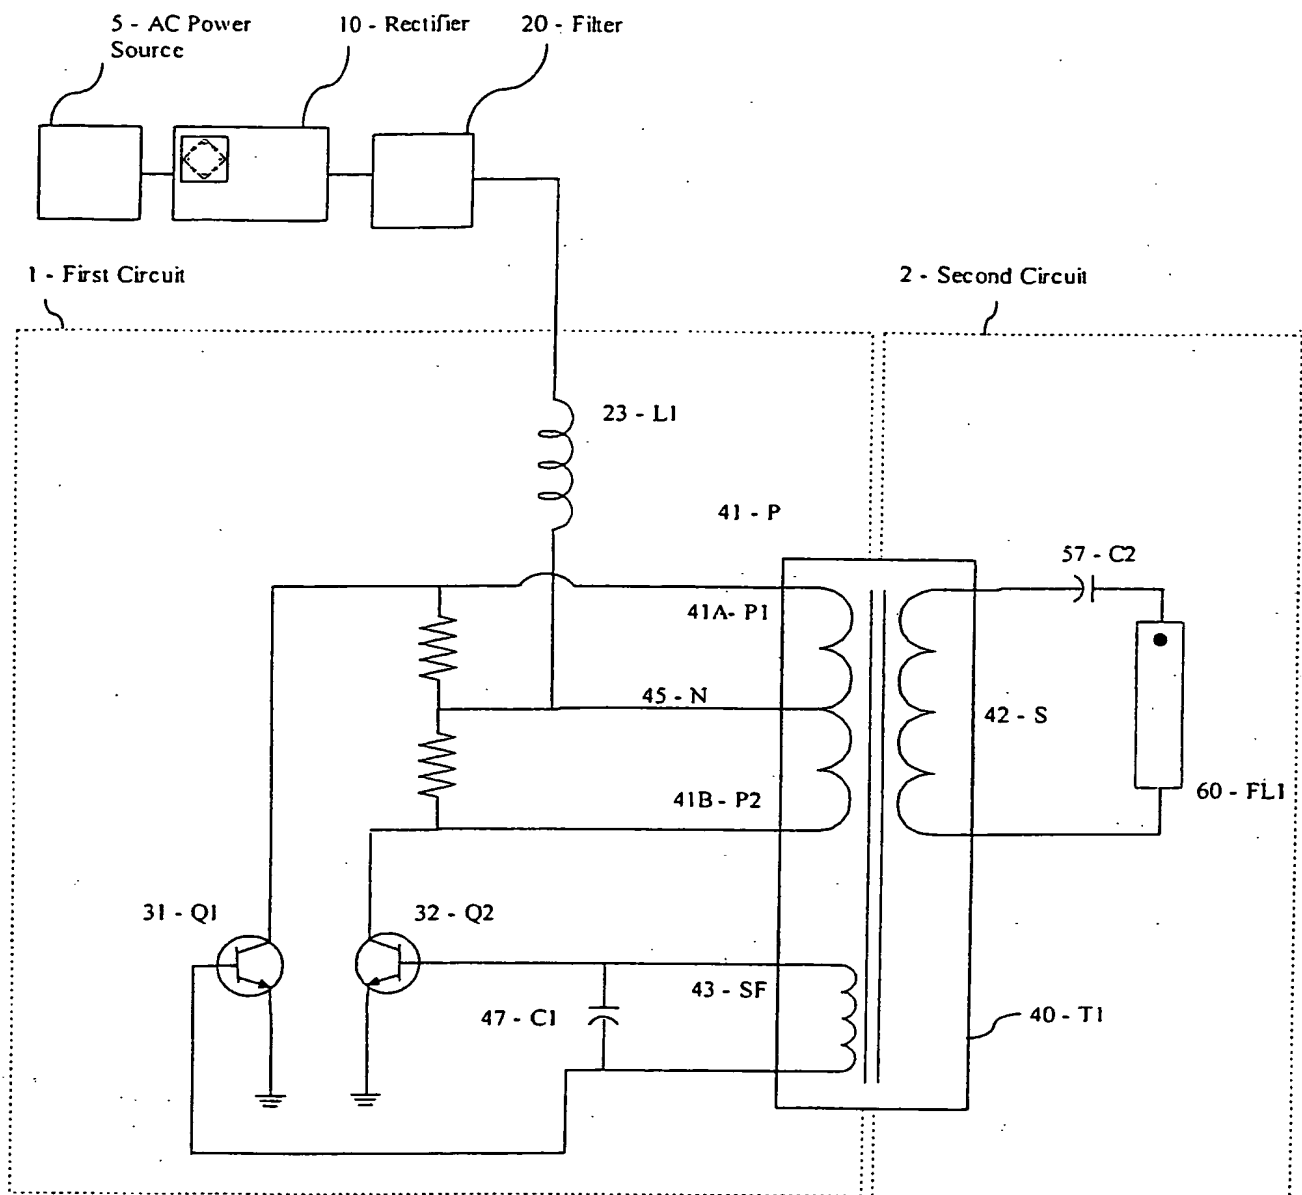 5 - AC Power
Source
10 - Rectifier
20 - Filter
1 - First Circuit
2 - Second Circuit
23 - L1
41 - P
57 - C2
41A- P1
45 - N
42 - S
41B - P2
60 - FL1
31 - Q1
32 - Q2
43 - SF
47 - C1
40 - T1